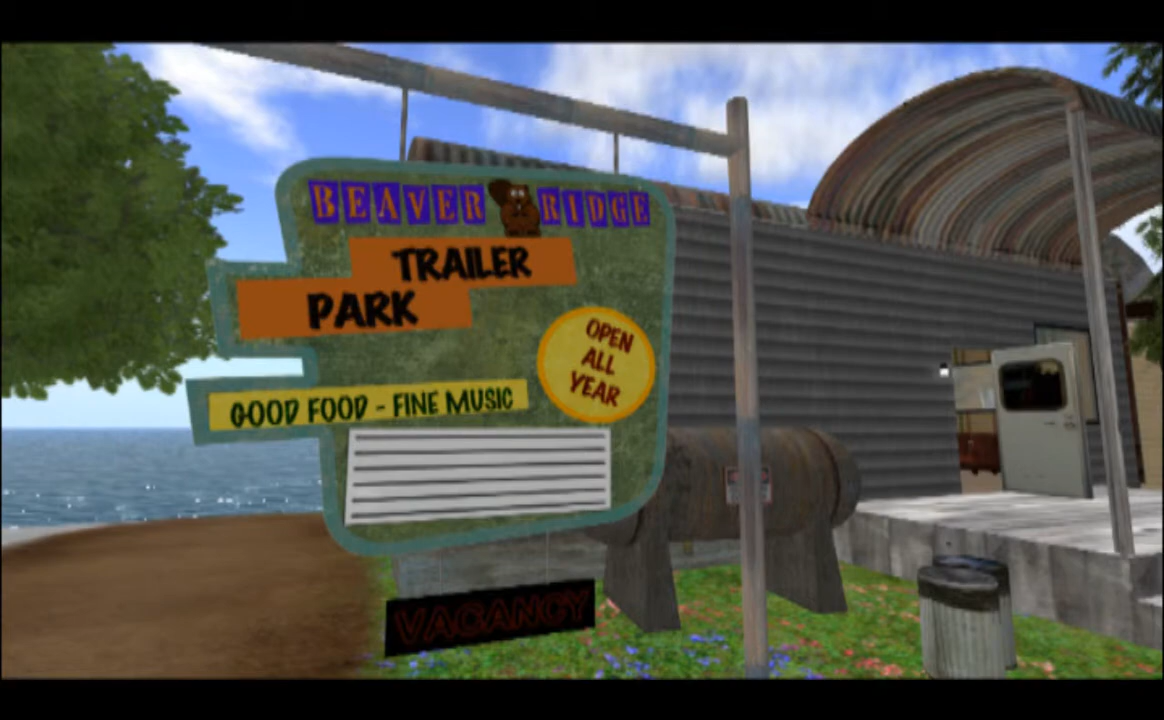 BEAVER RIDGE
TRAILER
PARK
OPEN
ALL
YEAR
GOOD FOOD - FINE MUSIC
VACANCY